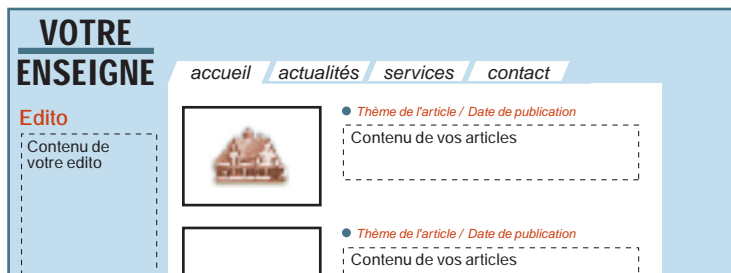 VOTRE
ENSEIGNE
accueil actualités services contact
Edito
Contenu de
votre edito
Thème de l'article / Date de publication
Contenu de vos articles
Thème de l'article / Date de publication
Contenu de vos articles